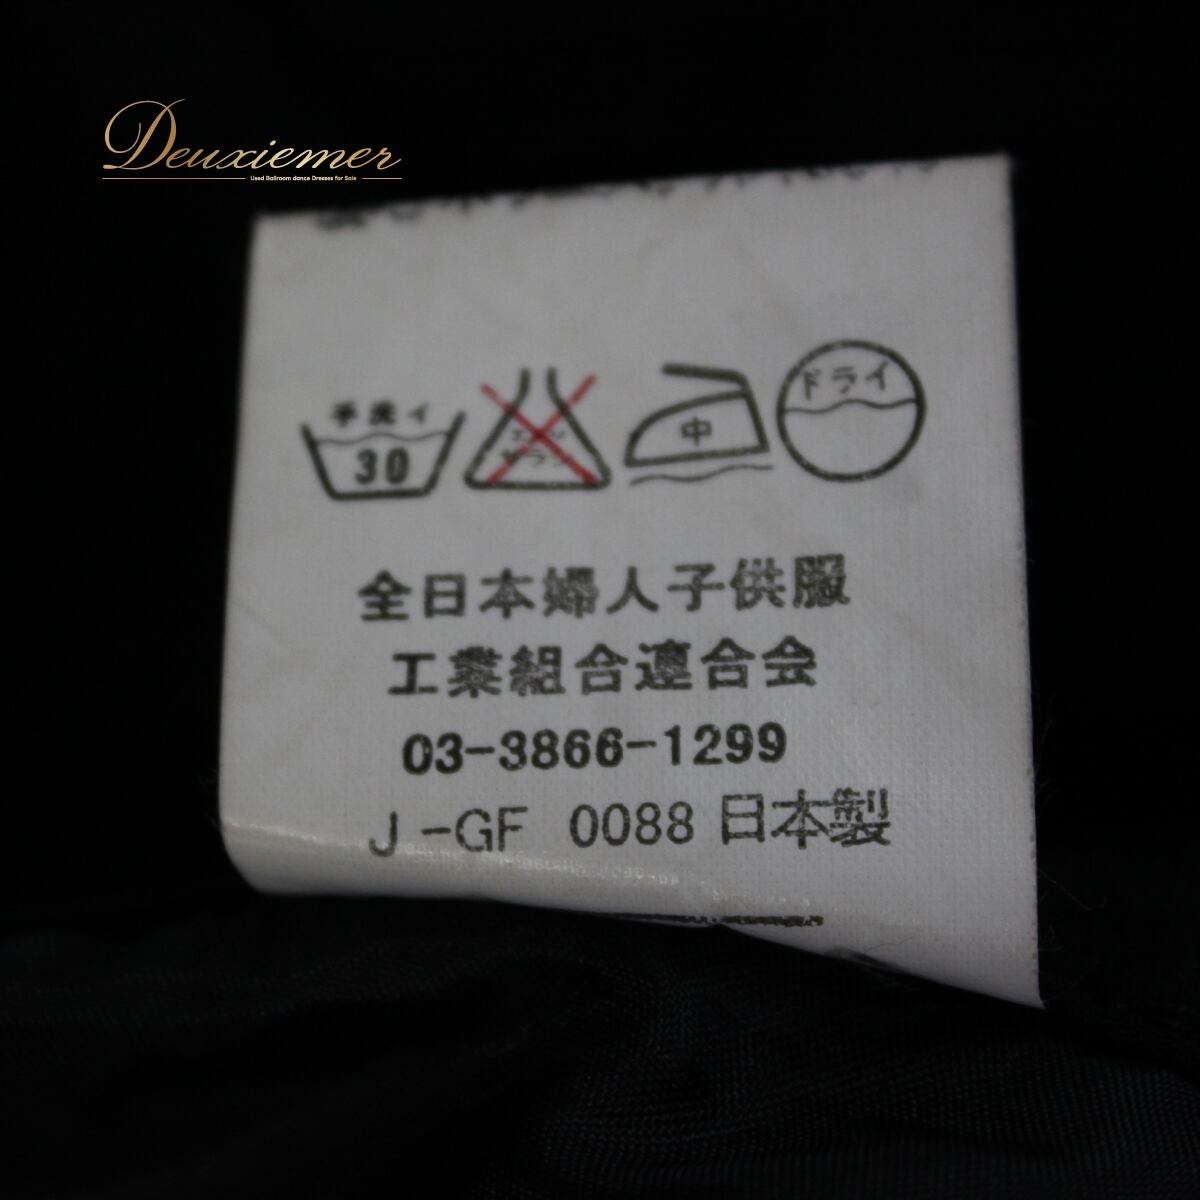 Deuxiemer
Used Ballroom dance Dresses for Sale
手洗イ
30
エンソ
サラシ
中
ドライ
全日本婦人子供服
工業組合連合会
03-3866-1299
J-GF 0088 日本製